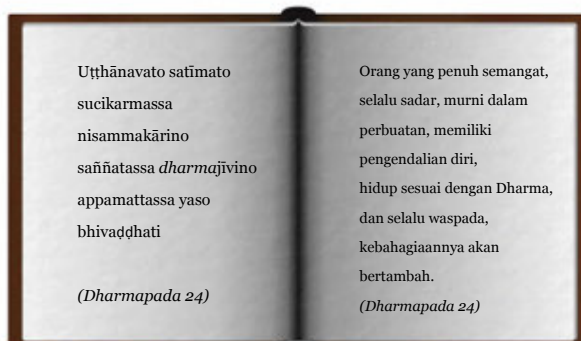 Uṭṭhānavato satīmato
sucikarmassa
nisammakārino
saññatassa dharmajīvino
appamattassa yaso
bhivaḍḍhati
(Dharmapada 24)
Orang yang penuh semangat,
selalu sadar, murni dalam
perbuatan, memiliki
pengendalian diri,
hidup sesuai dengan Dharma,
dan selalu waspada,
kebahagiaannya akan
bertambah.
(Dharmapada 24)